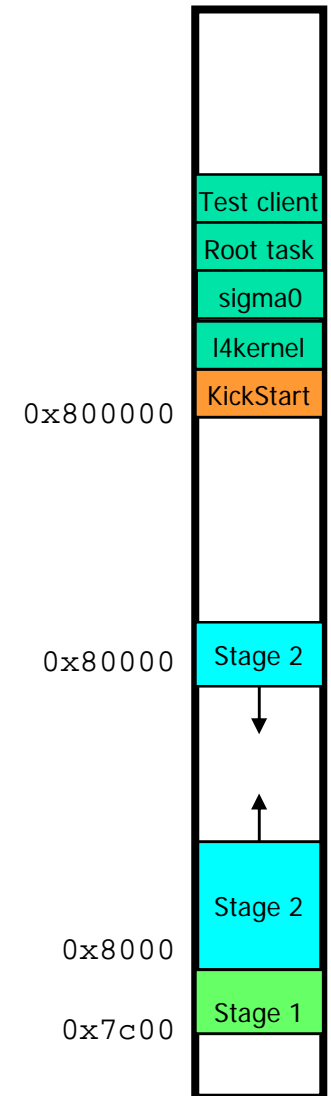 Test client
Root task
sigma0
l4kernel
KickStart
0x800000
Stage 2
0x80000
Stage 2
0x8000
Stage 1
0x7c00